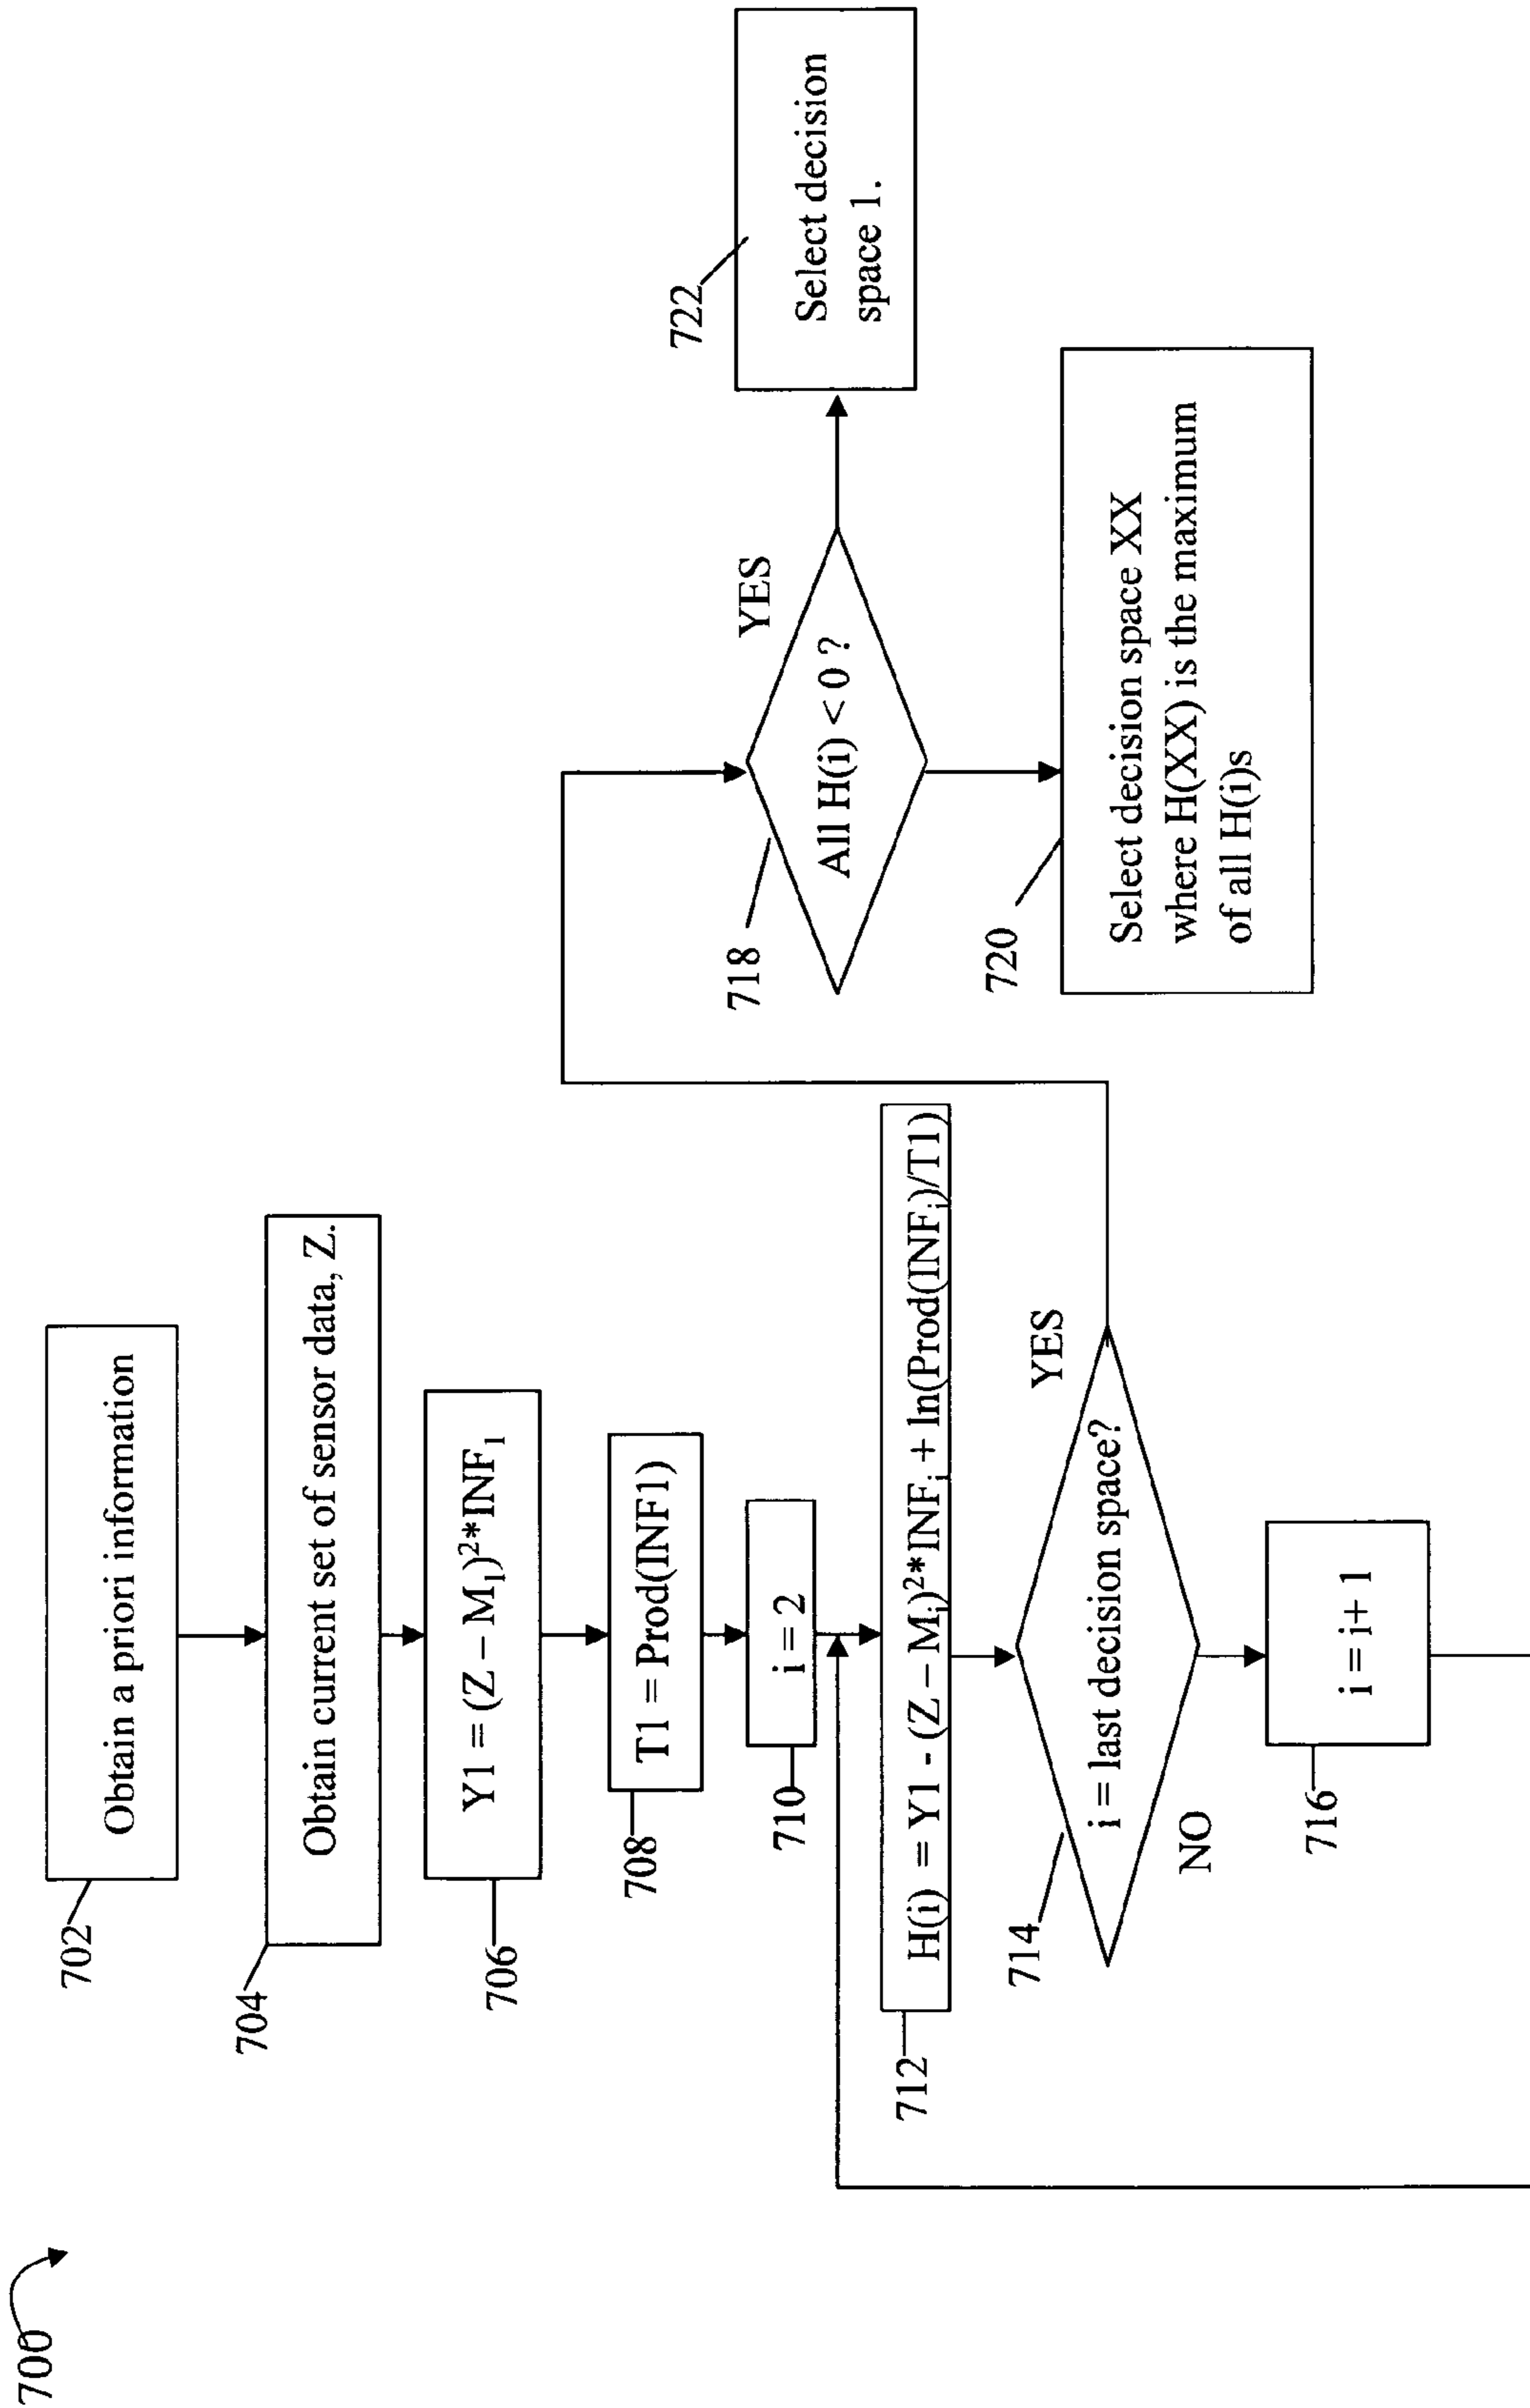 700
702
Obtain a priori information
704
Obtain current set of sensor data, Z.
706
Y1 = (Z – M₁)²*INF₁
708
T1 = Prod(INF1)
710
i = 2
712
H(i) = Y1 - (Z – Mᵢ)²*INFᵢ + ln(Prod(INFᵢ)/T1)
714
i = last decision space?
YES
NO
716
i = i+1
718
All H(i) < 0 ?
YES
720
Select decision space XX
where H(XX) is the maximum
of all H(i)s
722
Select decision
space 1.